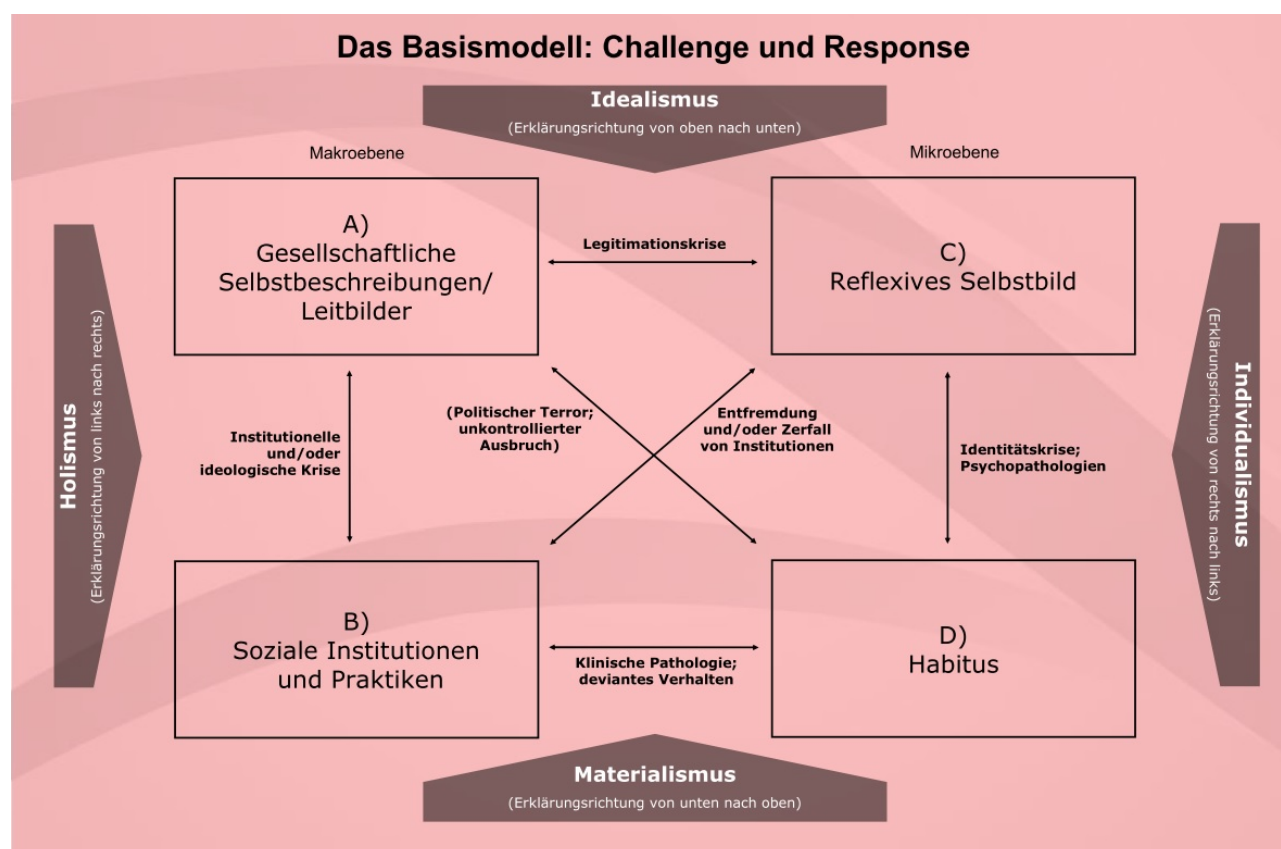 Das Basismodell: Challenge und Response
Idealismus
(Erklärungsrichtung von oben nach unten)
Makroebene
Mikroebene
A)
Gesellschaftliche
Selbstbeschreibungen/
Leitbilder
Legitimationskrise
C)
Reflexives Selbstbild
Holismus
(Erklärungsrichtung von links nach rechts)
Institutionelle
und/oder
ideologische Krise
(Politischer Terror;
unkontrollierter
Ausbruch)
Entfremdung
und/oder Zerfall
von Institutionen
Identitätskrise;
Psychopathologien
Individualismus
(Erklärungsrichtung von rechts nach links)
B)
Soziale Institutionen
und Praktiken
Klinische Pathologie;
deviantes Verhalten
D)
Habitus
Materialismus
(Erklärungsrichtung von unten nach oben)